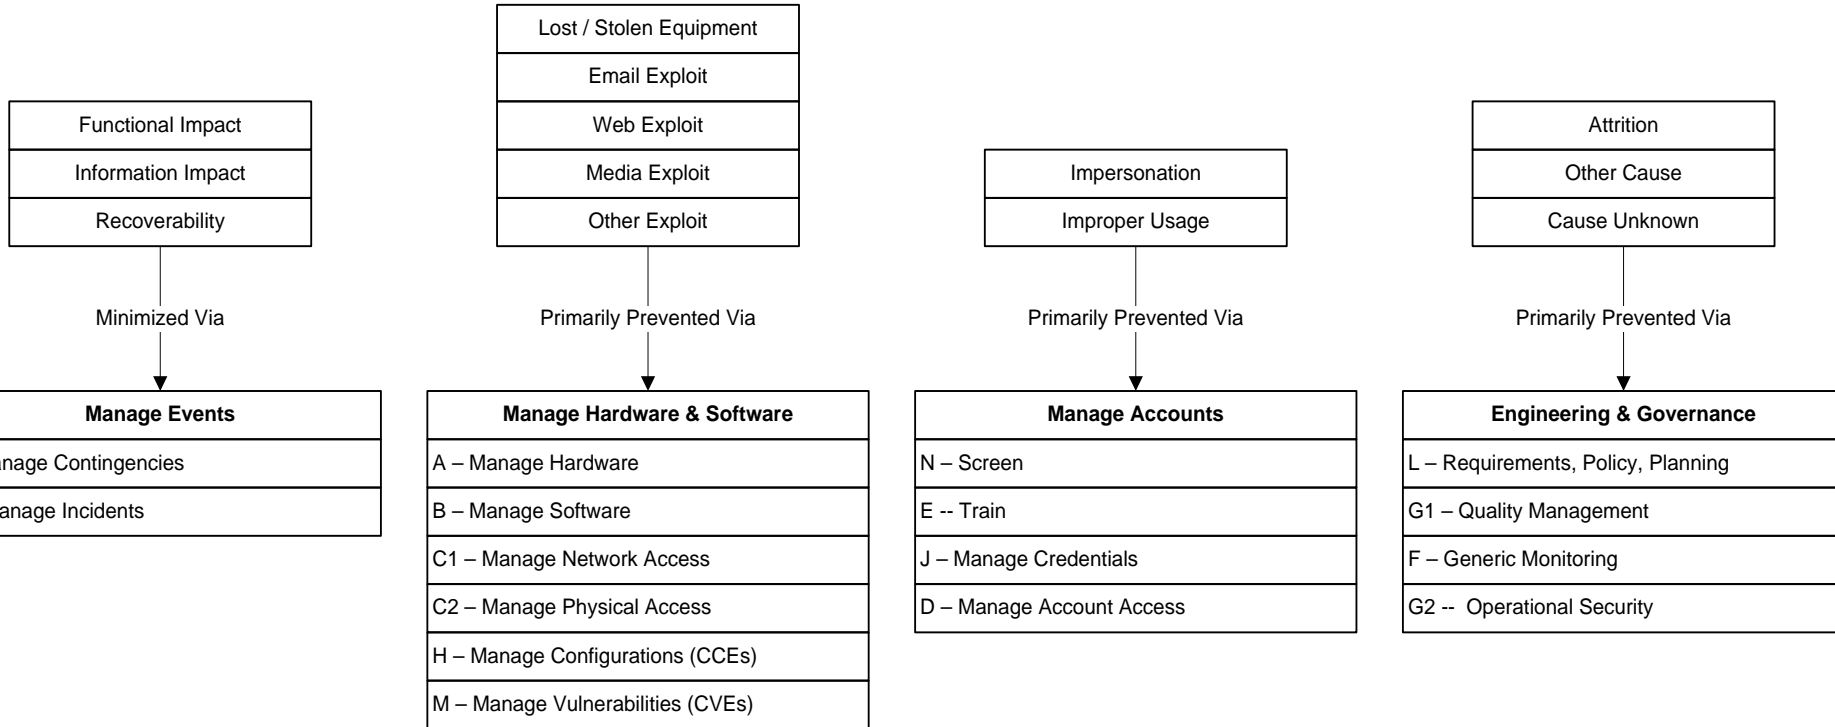 Functional Impact
Information Impact
Recoverability
Minimized Via
Manage Events
Contingencies
Incidents
Lost / Stolen Equipment
Email Exploit
Web Exploit
Media Exploit
Other Exploit
Primarily Prevented Via
Manage Hardware & Software
A – Manage Hardware
B – Manage Software
C1 – Manage Network Access
C2 – Manage Physical Access
H – Manage Configurations (CCEs)
M – Manage Vulnerabilities (CVEs)
Impersonation
Improper Usage
Primarily Prevented Via
Manage Accounts
N – Screen
E -- Train
J – Manage Credentials
D – Manage Account Access
Attrition
Other Cause
Cause Unknown
Primarily Prevented Via
Engineering & Governance
L – Requirements, Policy, Planning
G1 – Quality Management
F – Generic Monitoring
G2 -- Operational Security